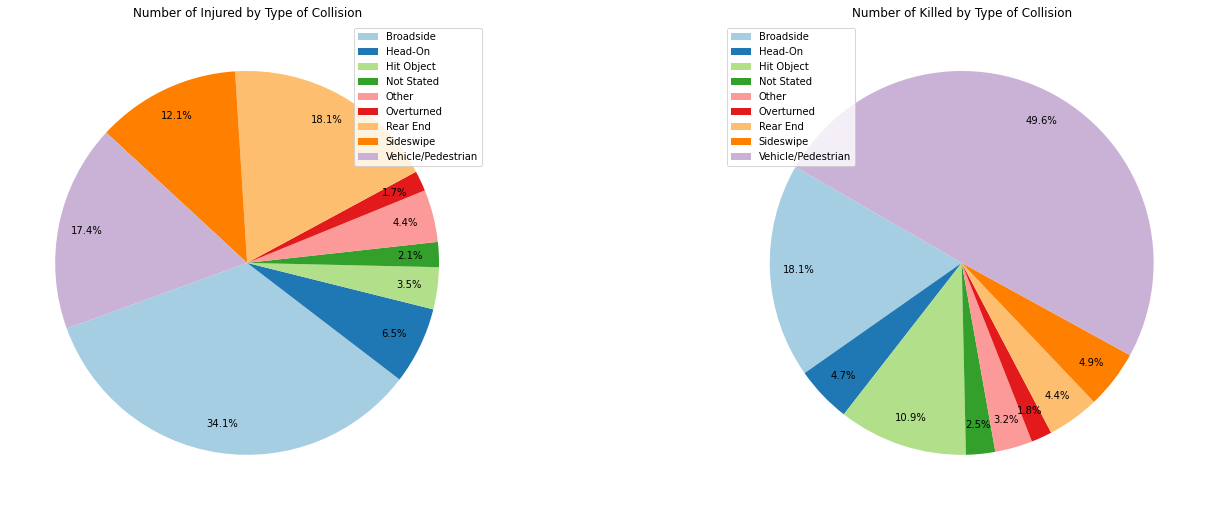 Number of Injured by Type of Collision
Broadside
Head-On
Hit Object
Not Stated
Other
Overturned
Rear End
Sideswipe
Vehicle/Pedestrian
12.1%
18.1%
1.7%
4.4%
17.4%
2.1%
3.5%
6.5%
34.1%
Number of Killed by Type of Collision
Broadside
Head-On
Hit Object
Not Stated
Other
Overturned
Rear End
Sideswipe
Vehicle/Pedestrian
49.6%
18.1%
4.9%
4.7%
4.4%
1.8%
10.9%
3.2%
2.5%